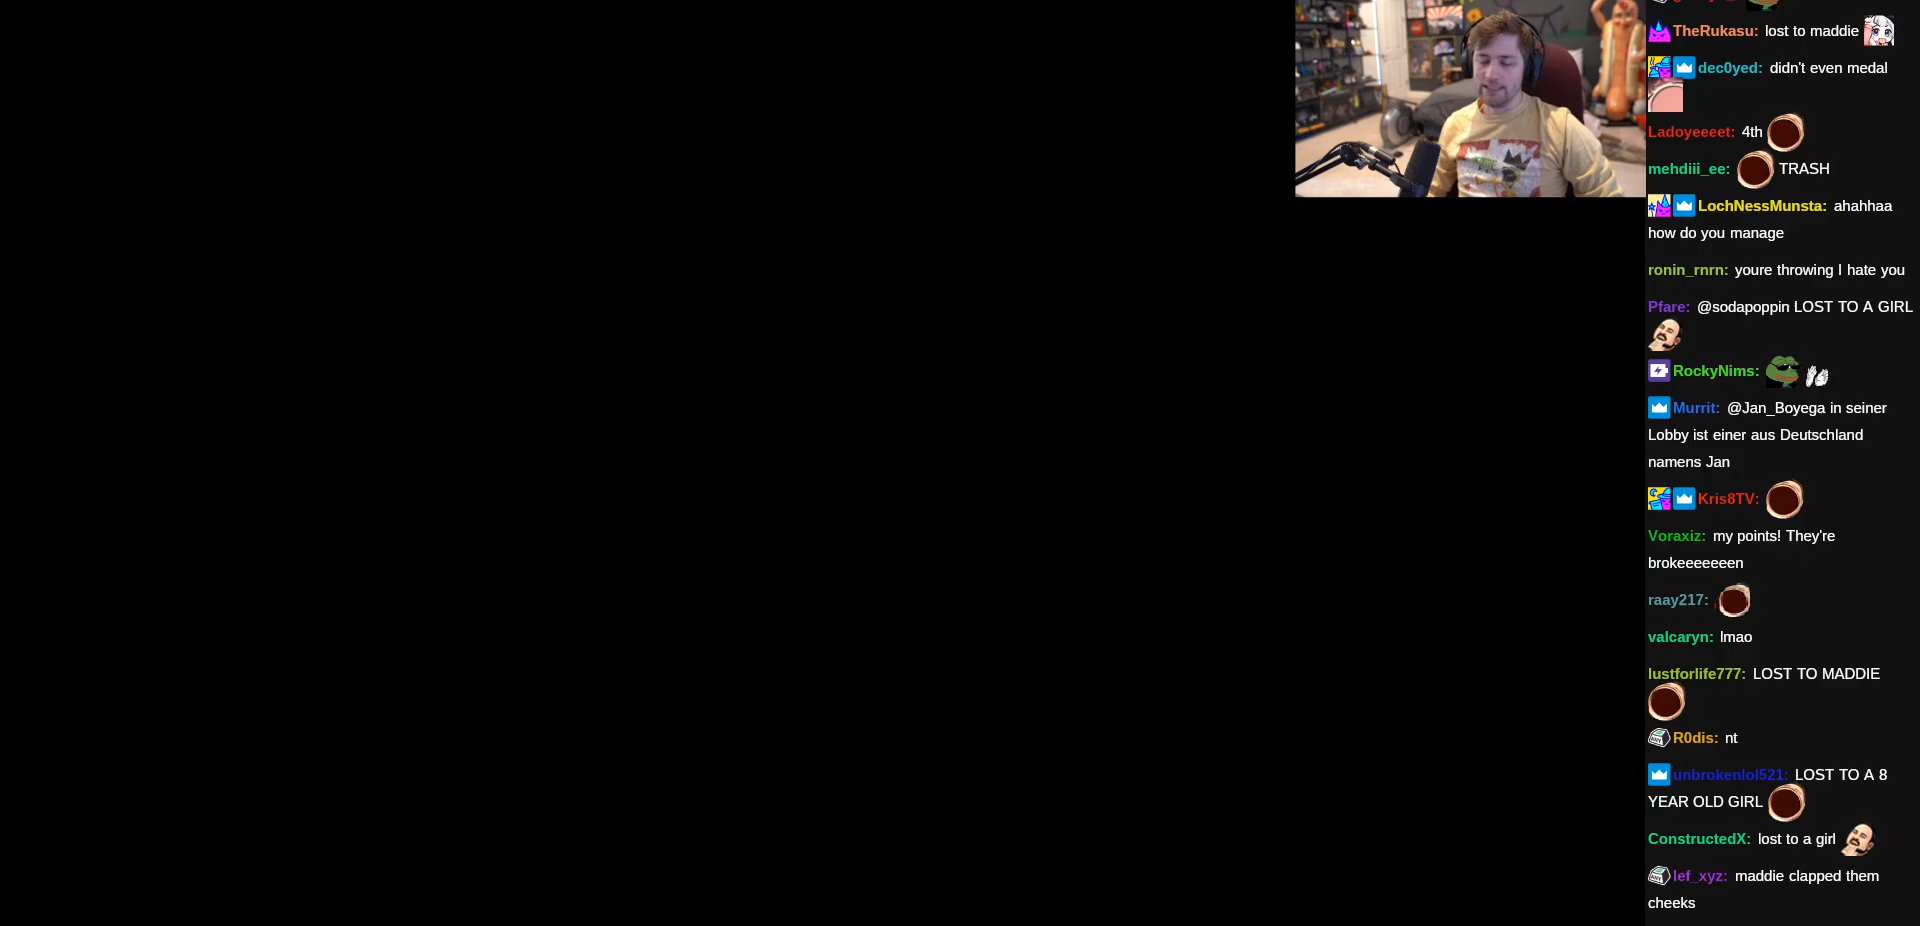 TheRukasu: lost to maddie
dec0yed: didn't even medal
Ladoyeeeet: 4th
mehdiii_ee: TRASH
LochNessMunsta: ahahhaa
how do you manage
ronin_rnrn: youre throwing I hate you
Pfare: @sodapoppin LOST TO A GIRL
RockyNims:
Murrit: @Jan_Boyega in seiner
Lobby ist einer aus Deutschland
namens Jan
Kris8TV:
Voraxiz: my points! They're
brokeeeeeeen
raay217:
valcaryn: lmao
lustforlife777: LOST TO MADDIE
R0dis: nt
unbrokenlol521: LOST TO A 8
YEAR OLD GIRL
ConstructedX: lost to a girl
lef_xyz: maddie clapped them
cheeks